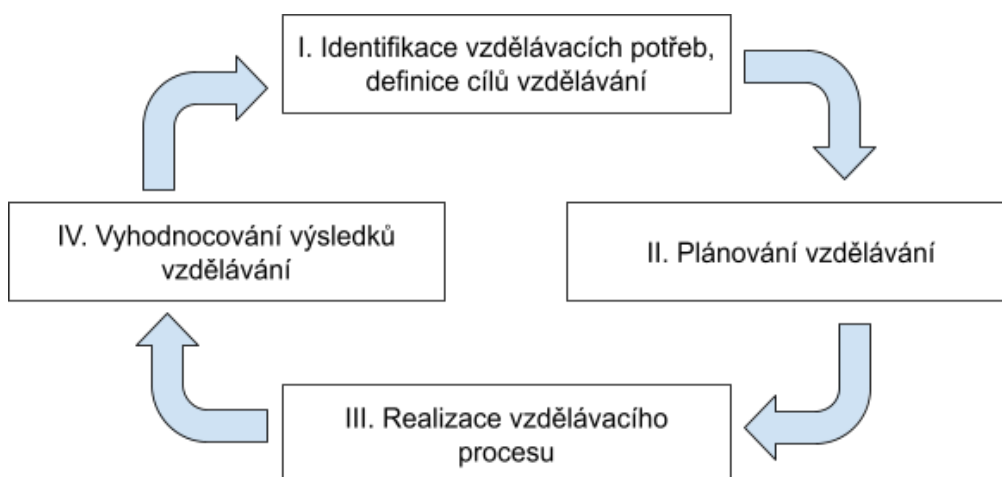 I. Identifikace vzdělávacích potřeb,
definice cílů vzdělávání
II. Plánování vzdělávání
III. Realizace vzdělávacího
procesu
IV. Vyhodnocování výsledků
vzdělávání